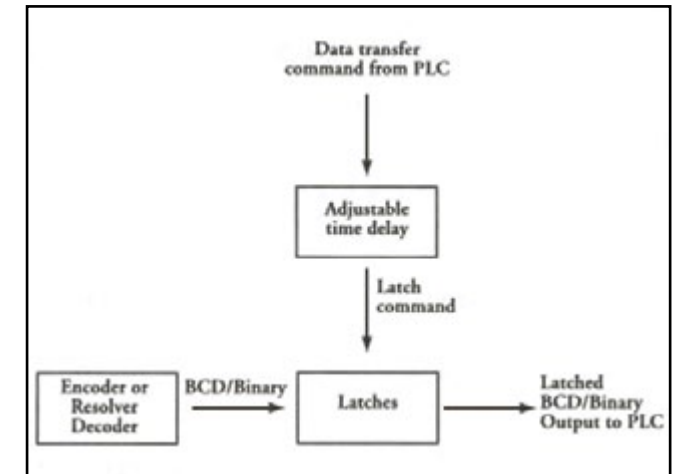 Data transfer
command from PLC
Adjustable
time delay
Latch
command
Encoder or
Resolver
Decoder
BCD/Binary
Latches
Latched
BCD/Binary
Output to PLC